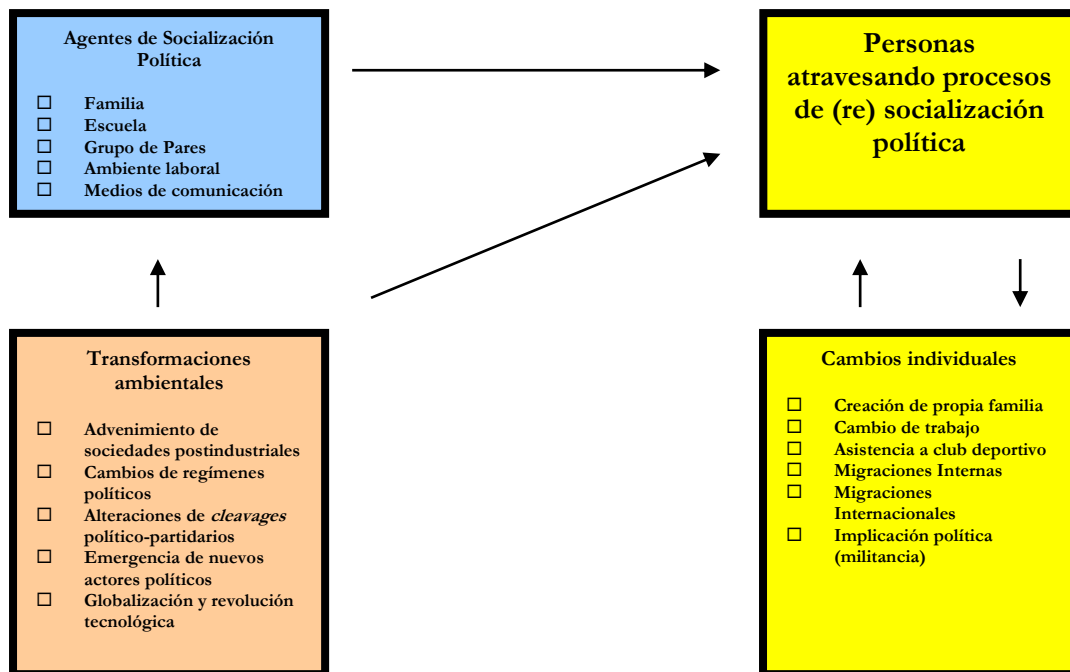 Agentes de Socialización
Política
☐ Familia
☐ Escuela
☐ Grupo de Pares
☐ Ambiente laboral
☐ Medios de comunicación
Personas
atravesando procesos
de (re) socialización
política
Transformaciones
ambientales
☐ Advenimiento de
sociedades postindustriales
☐ Cambios de regímenes
políticos
☐ Alteraciones de cleavages
político-partidarios
☐ Emergencia de nuevos
actores políticos
☐ Globalización y revolución
tecnológica
Cambios individuales
☐ Creación de propia familia
☐ Cambio de trabajo
☐ Asistencia a club deportivo
☐ Migraciones Internas
☐ Migraciones
Internacionales
☐ Implicación política
(militancia)